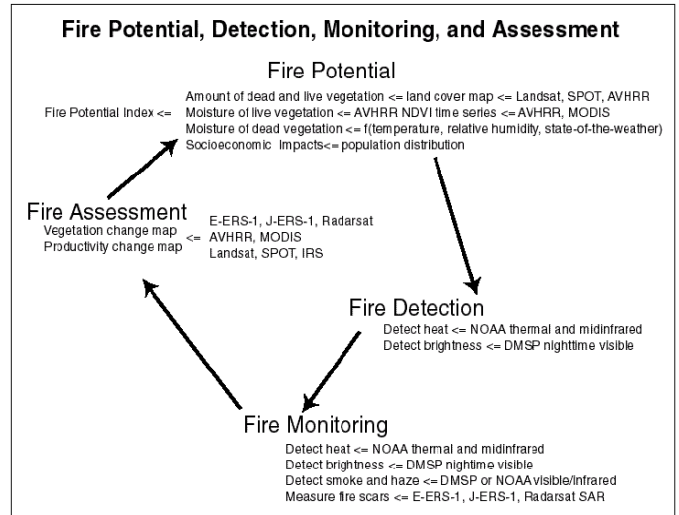 Fire Potential, Detection, Monitoring, and Assessment
Fire Potential
Fire Potential Index <=
Amount of dead and live vegetation <= land cover map <= Landsat, SPOT, AVHRR
Moisture of live vegetation <= AVHRR NDVI time series <= AVHRR, MODIS
Moisture of dead vegetation <= f(temperature, relative humidity, state-of-the-weather)
Socioeconomic Impacts<= population distribution
Fire Assessment
Vegetation change map
Productivity change map
<=
E-ERS-1, J-ERS-1, Radarsat
AVHRR, MODIS
Landsat, SPOT, IRS
Fire Detection
Detect heat <= NOAA thermal and midinfrared
Detect brightness <= DMSP nighttime visible
Fire Monitoring
Detect heat <= NOAA thermal and midinfrared
Detect brightness <= DMSP nightime visible
Detect smoke and haze <= DMSP or NOAA visible/infrared
Measure fire scars <= E-ERS-1, J-ERS-1, Radarsat SAR